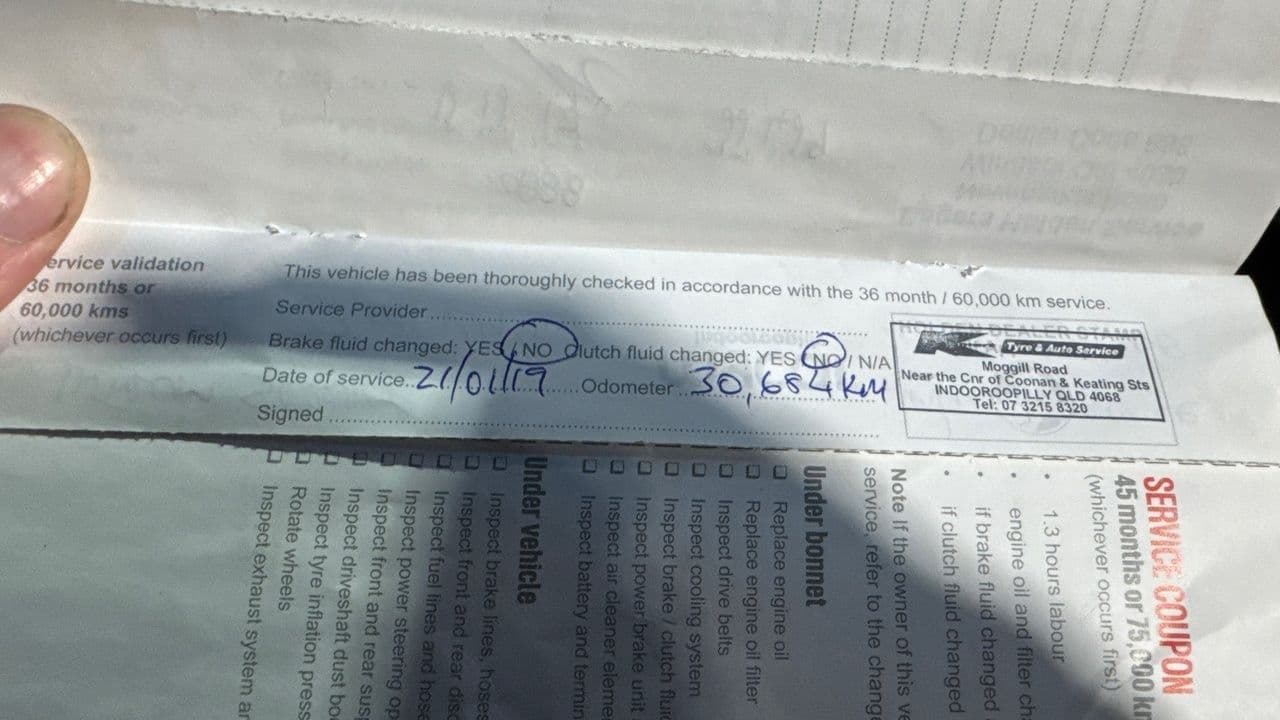 ervice validation
36 months or
60,000 kms
(whichever occurs first)
This vehicle has been thoroughly checked in accordance with the 36 month / 60,000 km service.
Service Provider
Brake fluid changed: YES / NO Clutch fluid changed: YES / NO / N/A
Date of service 21/01/19 Odometer 30,684 KM
Signed
HOLDEN DEALER STAMP
K Tyre & Auto Service
Moggill Road
Near the Cnr of Coonan & Keating Sts
INDOOROOPILLY QLD 4068
Tel: 07 3215 8320
SERVICE COUPON
45 months or 75,000 k
(whichever occurs first)
• 1.3 hours labour
• engine oil and filter ch
• if brake fluid changed
• if clutch fluid changed
Note If the owner of this ve
service, refer to the change
Under bonnet
Replace engine oil
Replace engine oil filter
Inspect drive belts
Inspect cooling system
Inspect brake / clutch fluid
Inspect power brake unit
Inspect air cleaner eleme
Inspect battery and termin
Under vehicle
Inspect brake lines, hoses
Inspect front and rear disc
Inspect fuel lines and hose
Inspect power steering op
Inspect front and rear sus
Inspect driveshaft dust bo
Inspect tyre inflation press
Rotate wheels
Inspect exhaust system an